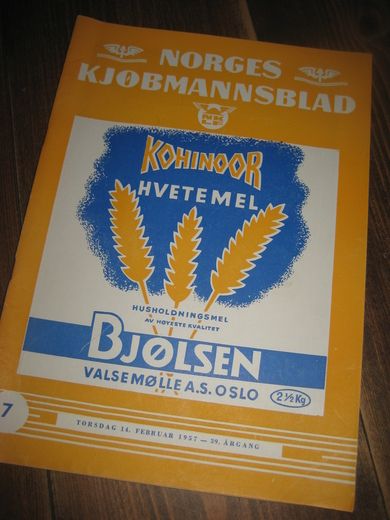 NORGES
KJØBMANNSBLAD
KOHINOOR
HVETEMEL
HUSHOLDNINGSMEL
AV HØYESTE KVALITET
BJØLSEN
VALSEMØLLE A.S. OSLO
2½ Kg
7
TORSDAG 14. FEBRUAR 1957 — 39. ÅRGANG